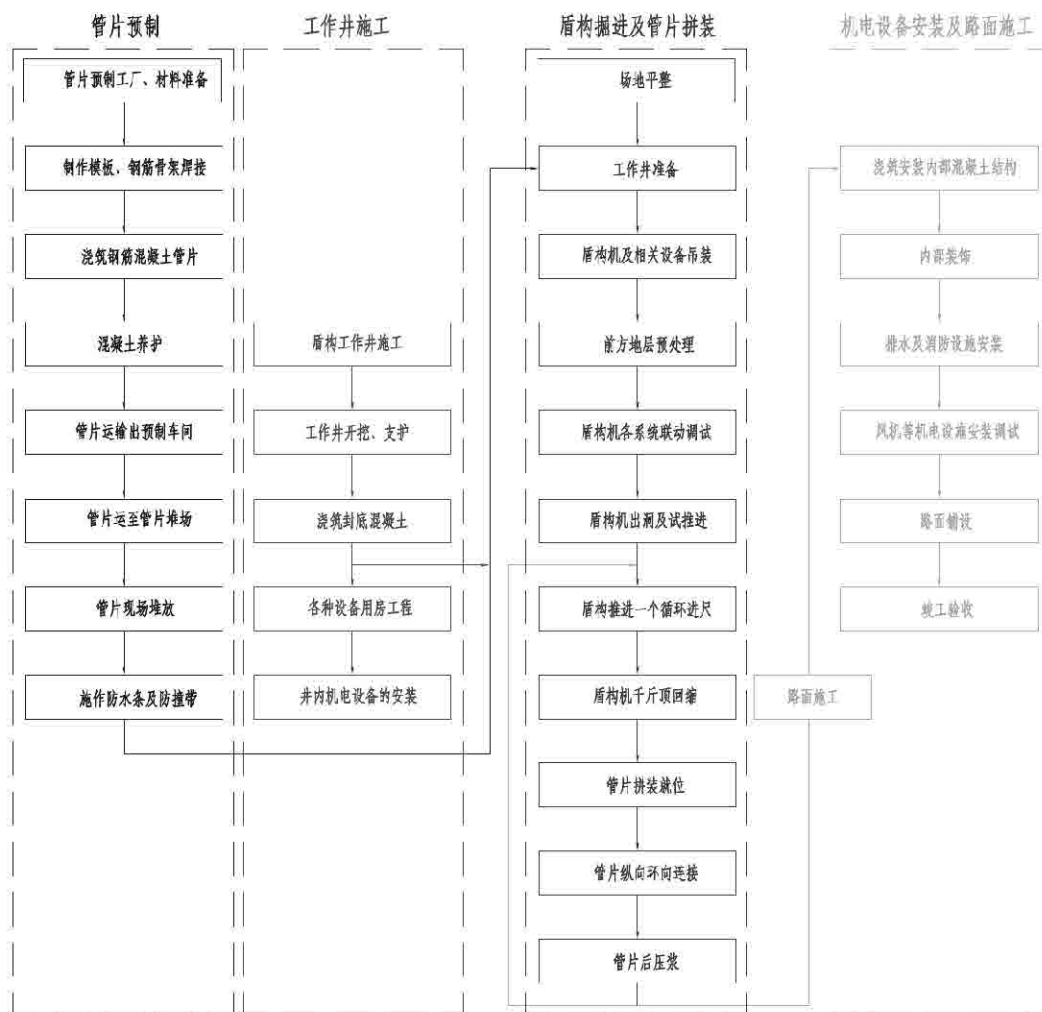 管片预制
管片预制工厂、材料准备
制作模板、钢筋骨架焊接
浇筑钢筋混凝土管片
混凝土养护
管片运输出预制车间
管片运至管片堆场
管片现场堆放
施作防水条及防撞带
工作井施工
盾构工作井施工
工作井开挖、支护
浇筑封底混凝土
各种设备用房工程
井内机电设备的安装
盾构掘进及管片拼装
场地平整
工作井准备
盾构机及相关设备吊装
前方地层预处理
盾构机各系统联动调试
盾构机出洞及试推进
盾构推进一个循环进尺
盾构机千斤顶回缩
管片拼装就位
管片纵向环向连接
管片后压浆
路面施工
机电设备安装及路面施工
浇筑安装内部混凝土结构
内部装饰
排水及消防设施安装
风机等机电设施安装调试
路面铺设
竣工验收